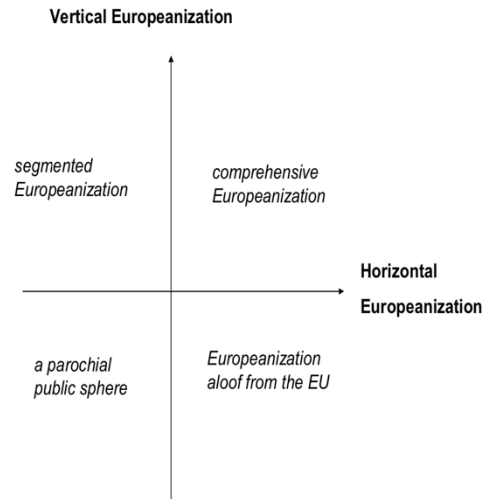 Vertical Europeanization
segmented
Europeanization
comprehensive
Europeanization
Horizontal
Europeanization
a parochial
public sphere
Europeanization
aloof from the EU